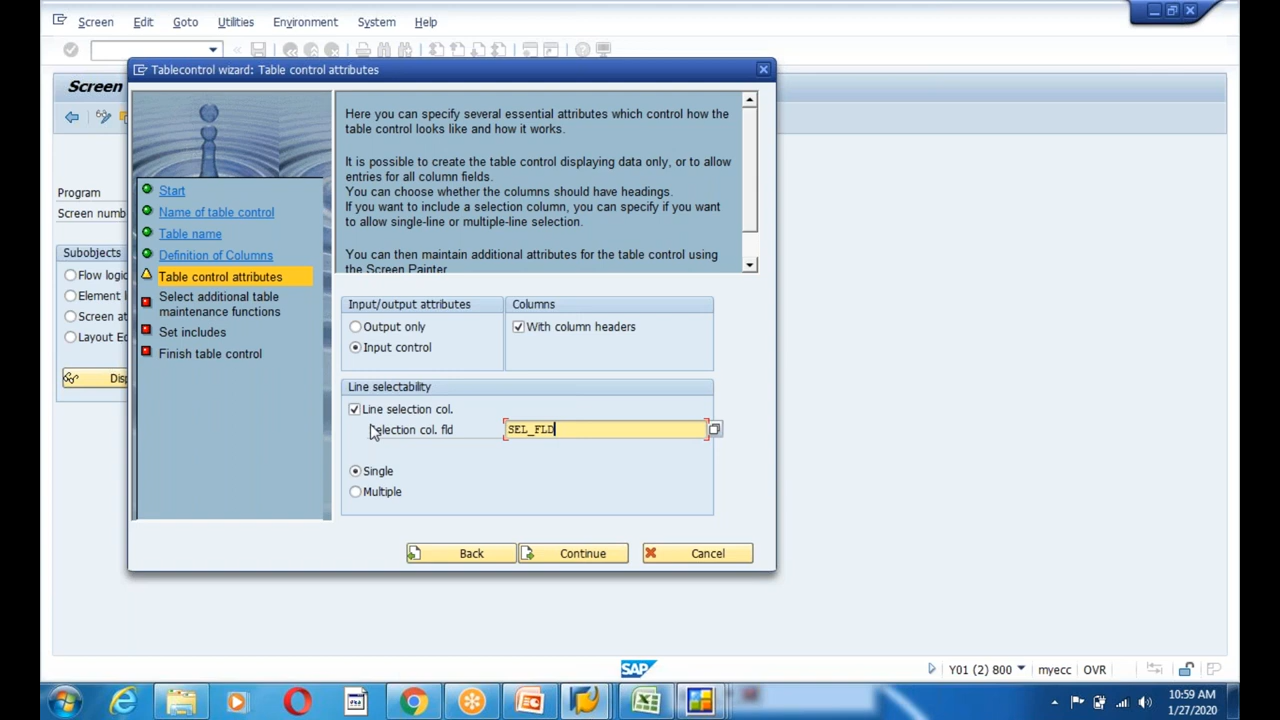 Screen Edit Goto Utilities Environment System Help
Tablecontrol wizard: Table control attributes
Screen
Here you can specify several essential attributes which control how the
table control looks like and how it works.
It is possible to create the table control displaying data only, or to allow
entries for all column fields.
You can choose whether the columns should have headings.
If you want to include a selection column, you can specify if you want
to allow single-line or multiple-line selection.
You can then maintain additional attributes for the table control using
the Screen Painter
Program
Screen numb
Subobjects
Flow logic
Element l
Screen at
Layout Ed
Disp
Start
Name of table control
Table name
Definition of Columns
Table control attributes
Select additional table
maintenance functions
Set includes
Finish table control
Input/output attributes
Output only
Input control
Columns
With column headers
Line selectability
Line selection col.
election col. fld SEL_FLD
Single
Multiple
Back Continue Cancel
SAP
Y01 (2) 800 myecc OVR
10:59 AM
1/27/2020